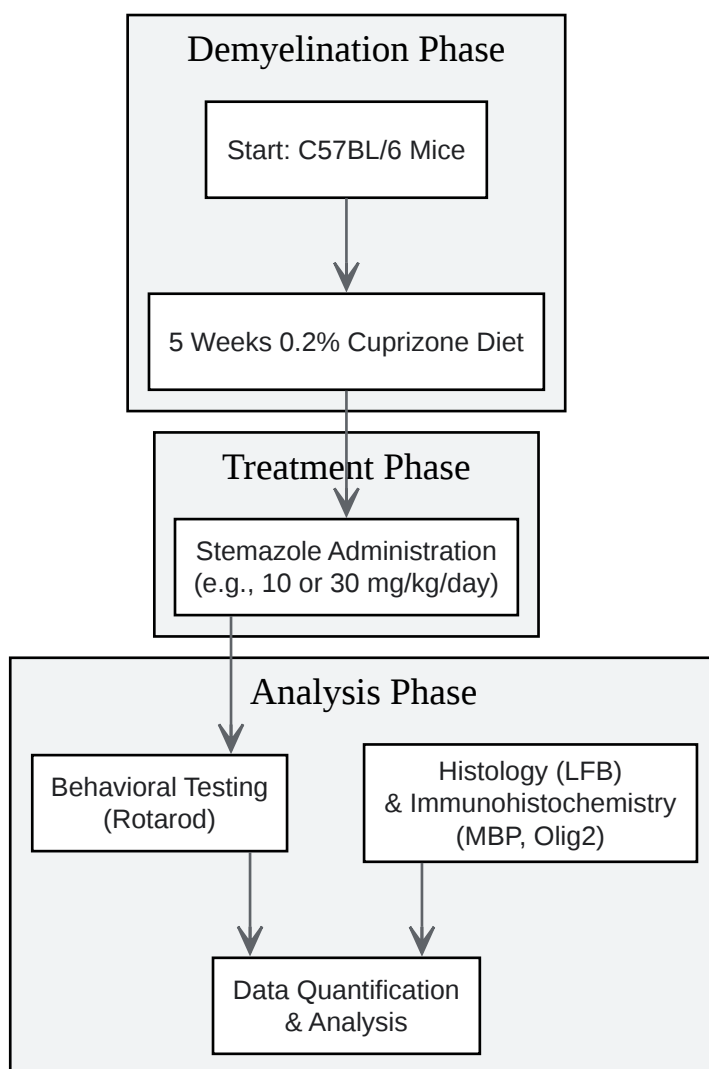 Demyelination Phase
Start: C57BL/6 Mice
5 Weeks 0.2% Cuprizone Diet
Treatment Phase
Stemazole Administration
(e.g., 10 or 30 mg/kg/day)
Analysis Phase
Behavioral Testing
(Rotarod)
Histology (LFB)
& Immunohistochemistry
(MBP, Olig2)
Data Quantification
& Analysis